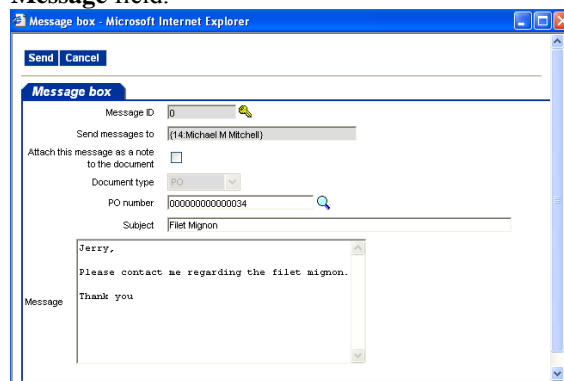 Message field.
Message box - Microsoft Internet Explorer
Send Cancel
Message box
Message ID 0
Send messages to {14:Michael M Mitchell}
Attach this message as a note
to the document
Document type PO
PO number 000000000000034
Subject Filet Mignon
Jerry,
Please contact me regarding the filet mignon.
Message Thank you